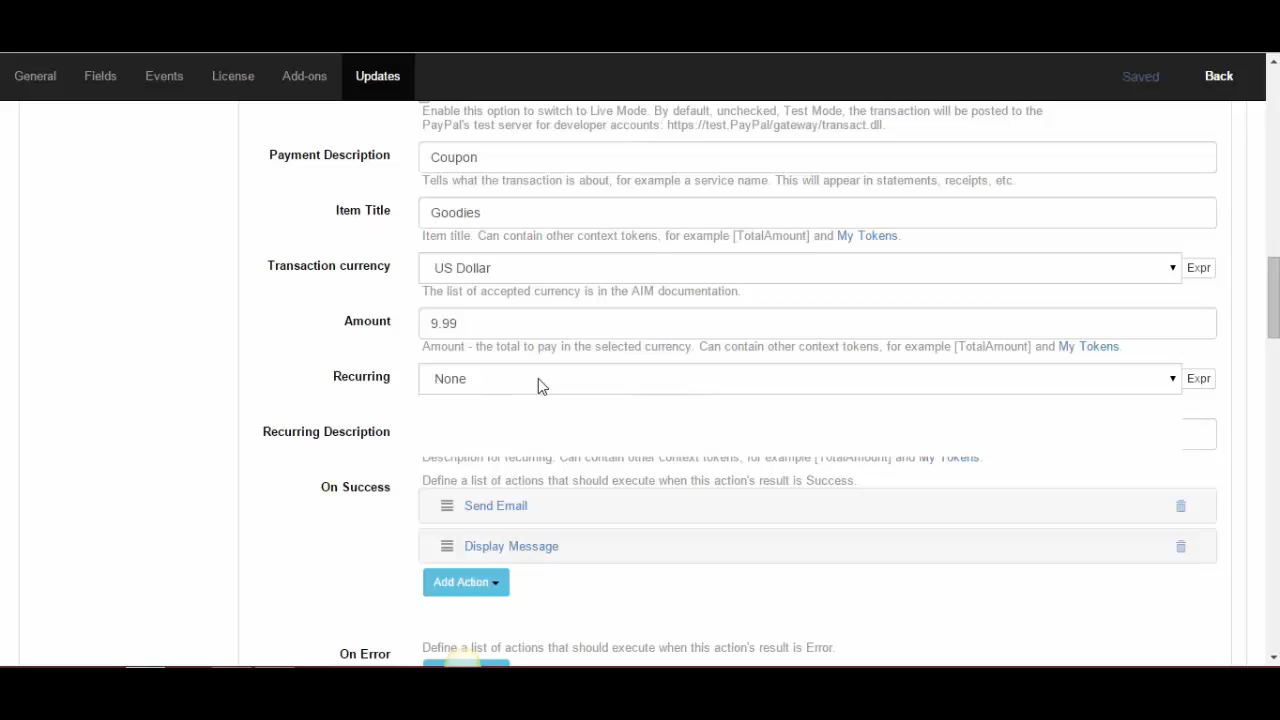 General Fields Events License Add-ons Updates Saved Back
Enable this option to switch to Live Mode. By default, unchecked, Test Mode, the transaction will be posted to the
PayPal's test server for developer accounts: https://test.PayPal/gateway/transact.dll.
Payment Description Coupon
Tells what the transaction is about, for example a service name. This will appear in statements, receipts, etc.
Item Title Goodies
Item title. Can contain other context tokens, for example [TotalAmount] and My Tokens.
Transaction currency US Dollar Expr
The list of accepted currency is in the AIM documentation.
Amount 9.99
Amount - the total to pay in the selected currency. Can contain other context tokens, for example [TotalAmount] and My Tokens.
Recurring None Expr
Recurring Description
Description for recurring. Can contain other context tokens, for example [TotalAmount] and My Tokens.
On Success Define a list of actions that should execute when this action's result is Success.
Send Email
Display Message
Add Action
On Error Define a list of actions that should execute when this action's result is Error.